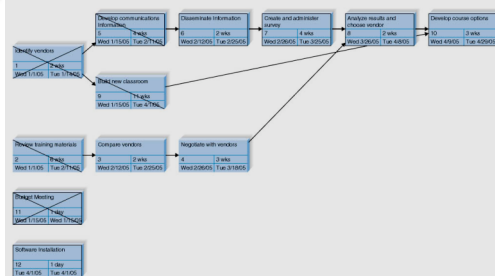 Develop communications
Information
5 4 wks
Wed 1/15/05 Tue 2/11/05
Disseminate Information
6 2 wks
Wed 2/12/05 Tue 2/25/05
Create and administer
survey
7 4 wks
Wed 2/26/05 Tue 3/25/05
Analyze results and
choose vendor
8 2 wks
Wed 3/26/05 Tue 4/8/05
Develop course options
10 3 wks
Wed 4/9/05 Tue 4/29/05
Identify vendors
1 2 wks
Wed 1/1/05 Tue 1/14/05
Build new classroom
9 11 wks
Wed 1/15/05 Tue 4/1/05
Review training materials
2 6 wks
Wed 1/1/05 Tue 2/11/05
Compare vendors
3 2 wks
Wed 2/12/05 Tue 2/25/05
Negotiate with vendors
4 3 wks
Wed 2/26/05 Tue 3/18/05
Budget Meeting
11 1 day
Wed 1/15/05 Wed 1/15/05
Software Installation
12 1 day
Tue 4/1/05 Tue 4/1/05